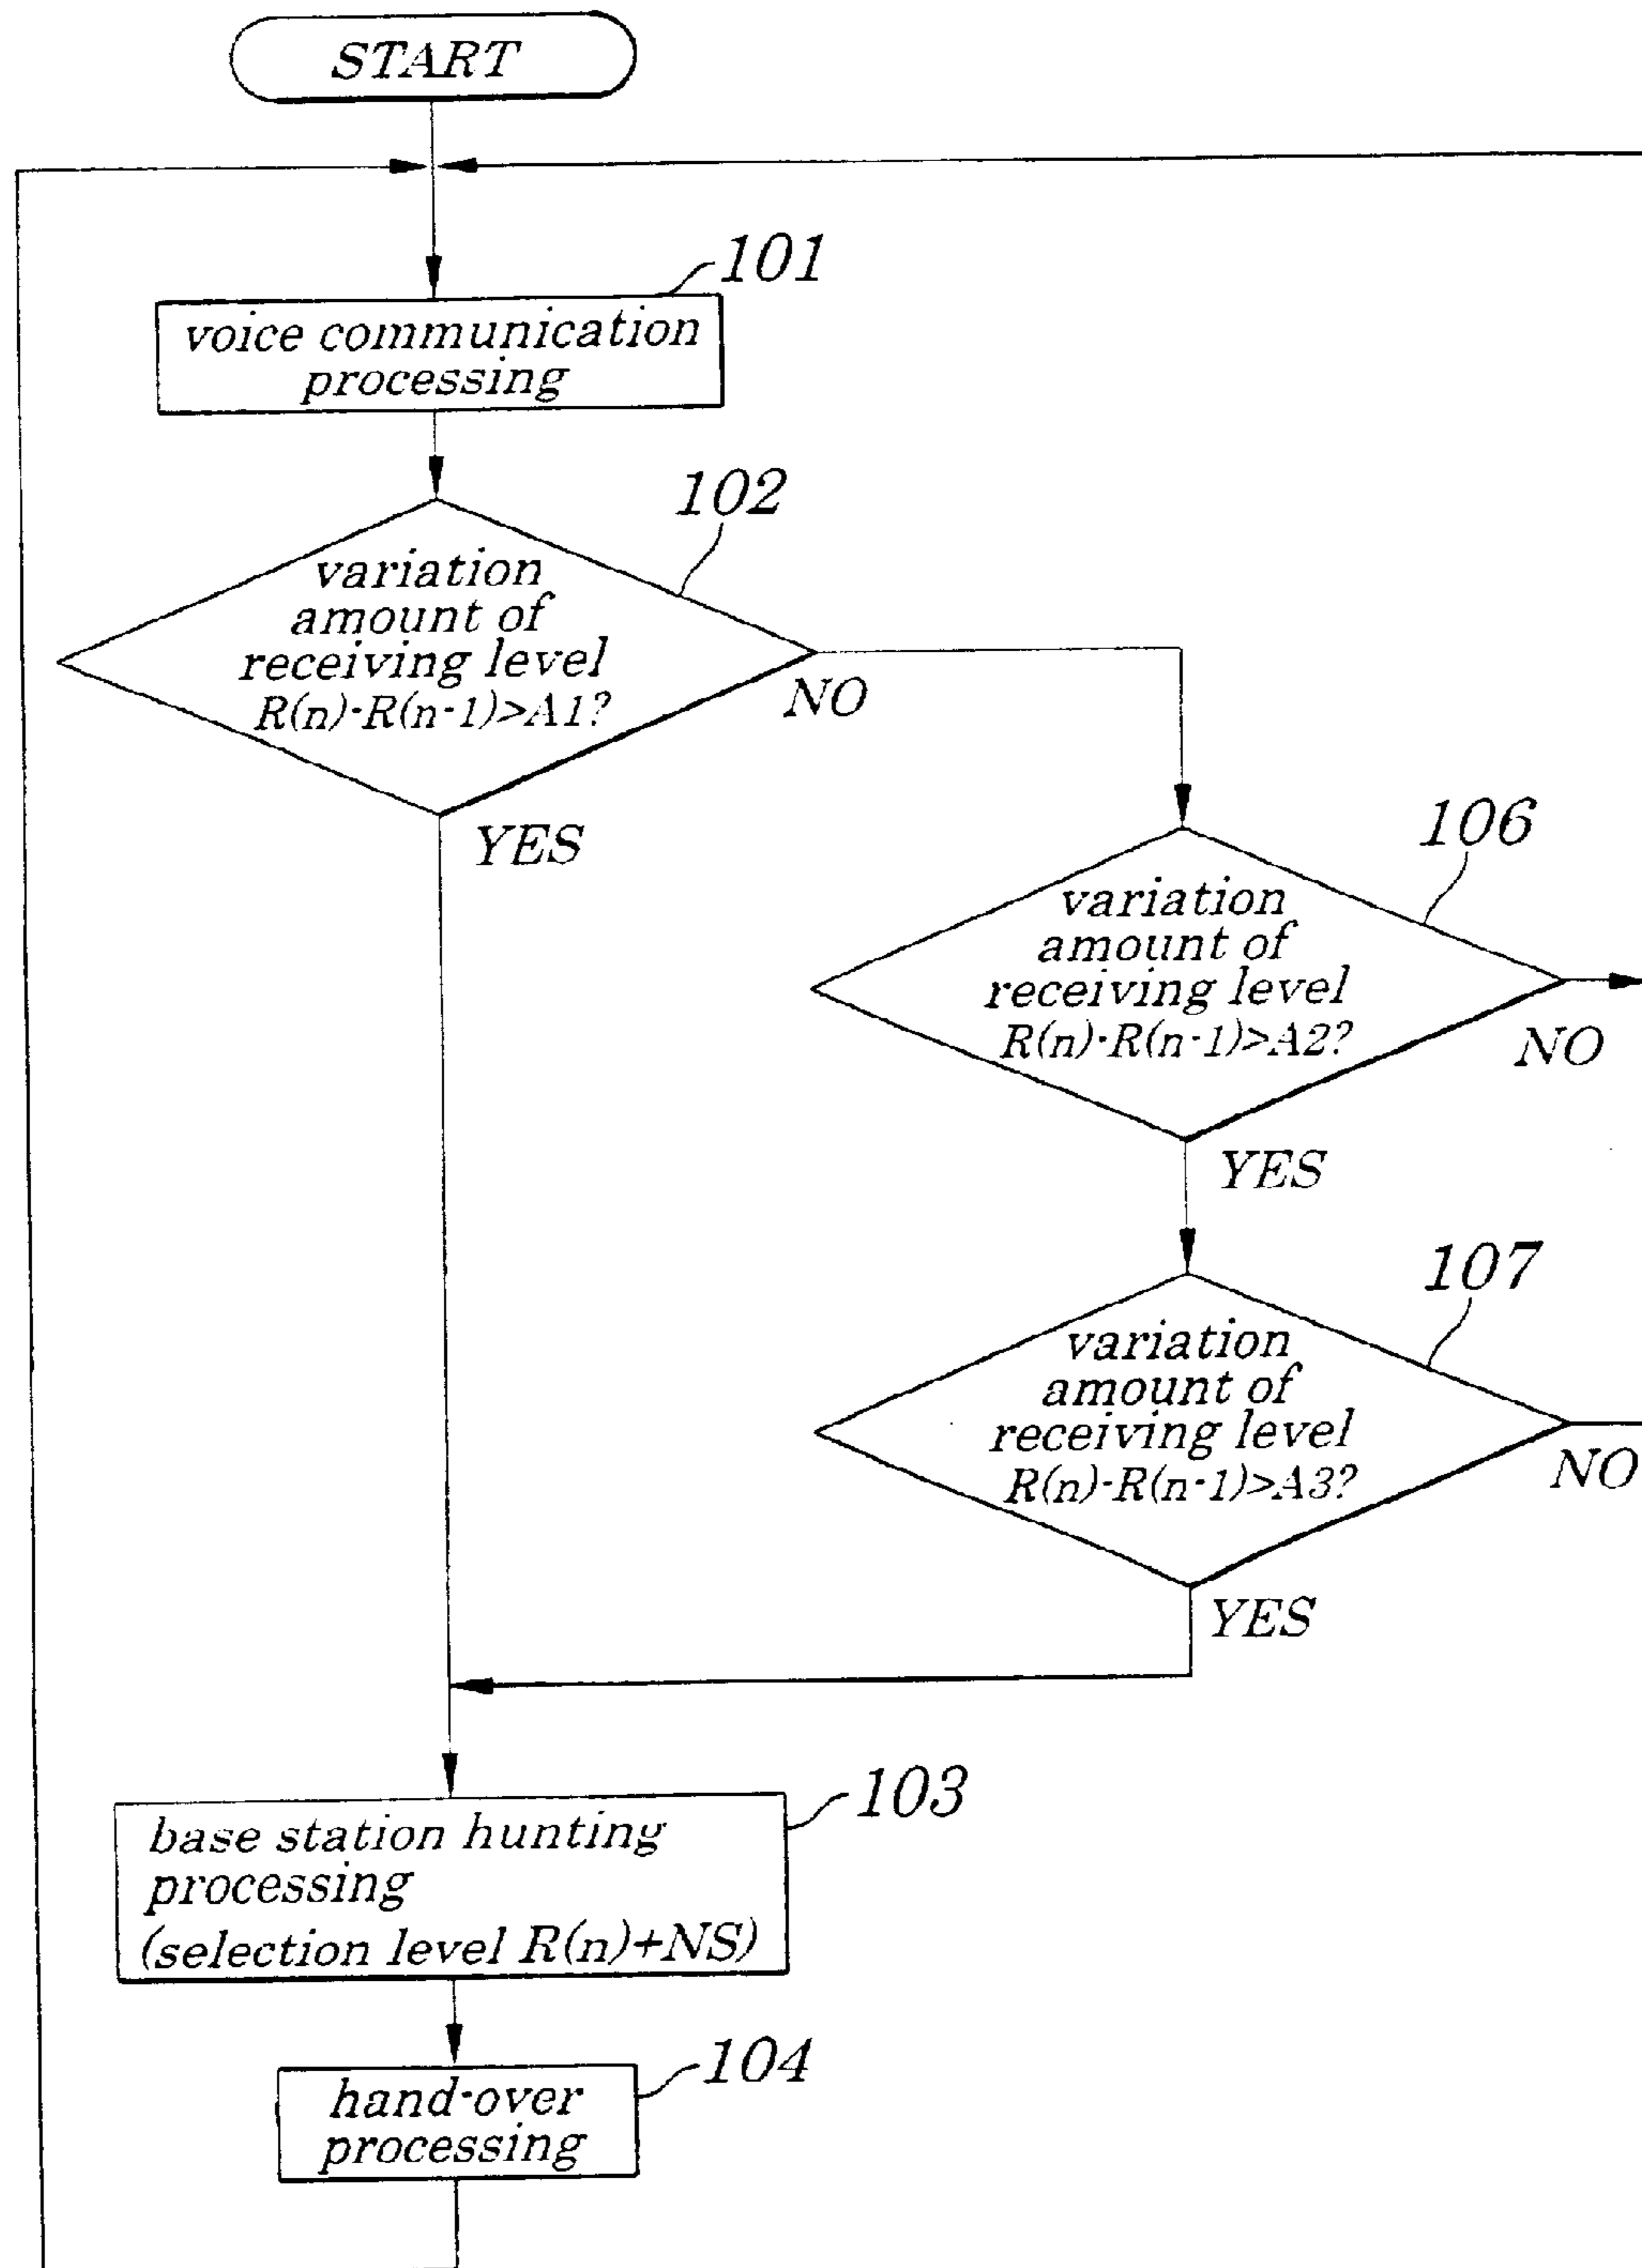 START
101
voice communication
processing
102
variation
amount of
receiving level
R(n)-R(n-1)>A1?
NO
YES
106
variation
amount of
receiving level
R(n)-R(n-1)>A2?
NO
YES
107
variation
amount of
receiving level
R(n)-R(n-1)>A3?
NO
YES
103
base station hunting
processing
(selection level R(n)+NS)
104
hand-over
processing